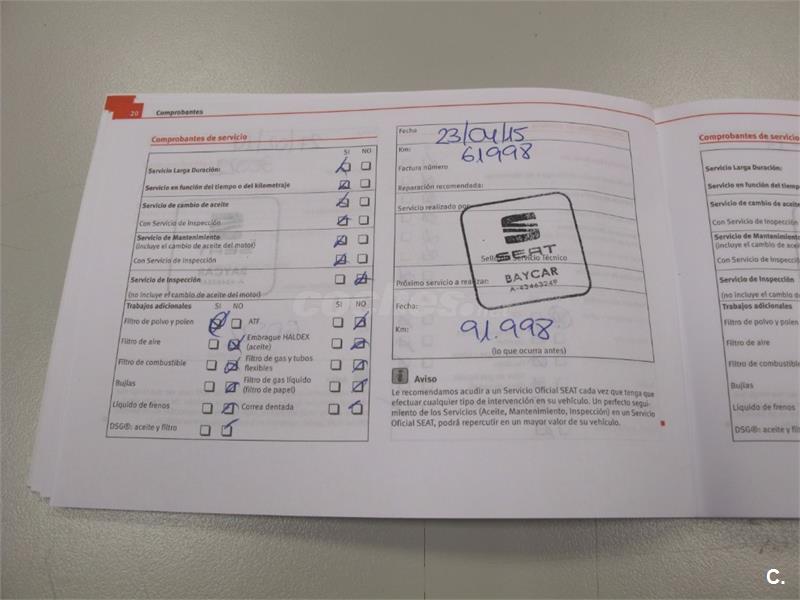 20 Comprobantes
Comprobantes de servicio
SI NO
Servicio Larga Duración:
Servicio en función del tiempo o del kilometraje
Servicio de cambio de aceite
Con Servicio de Inspección
Servicio de Mantenimiento
(incluye el cambio de aceite del motor)
Con Servicio de Inspección
Servicio de Inspección
(no incluye el cambio de aceite del motor)
Trabajos adicionales SI NO SI NO
Filtro de polvo y polen ATF
Filtro de aire Embrague HALDEX
(aceite)
Filtro de combustible Filtro de gas y tubos
flexibles
Bujías Filtro de gas líquido
(filtro de papel)
Líquido de frenos Correa dentada
DSG®: aceite y filtro
Fecha 23/04/15
Km: 61998
Factura número
Reparación recomendada:
Servicio realizado por
SEAT
Servicio Técnico
BAYCAR
Próximo servicio a realizar
Fecha:
Km: 91.998
(lo que ocurra antes)
i Aviso
Le recomendamos acudir a un Servicio Oficial SEAT cada vez que tenga que
efectuar cualquier tipo de intervención en su vehículo. Un perfecto segui-
miento de los Servicios (Aceite, Mantenimiento, Inspección) en un Servicio
Oficial SEAT, podrá repercutir en un mayor valor de su vehículo.
Comprobantes de servicio
Servicio Larga Duración:
Servicio en función del tiempo
Servicio de cambio de aceite
Con Servicio de Inspección
Servicio de Mantenimiento
(incluye el cambio de aceite
Con Servicio de Inspección
Servicio de Inspección
(no incluye el cambio de
Trabajos adicionales
Filtro de polvo y polen
Filtro de aire
Filtro de combustible
Bujías
Líquido de frenos
DSG®: aceite y filtro
coches
C.